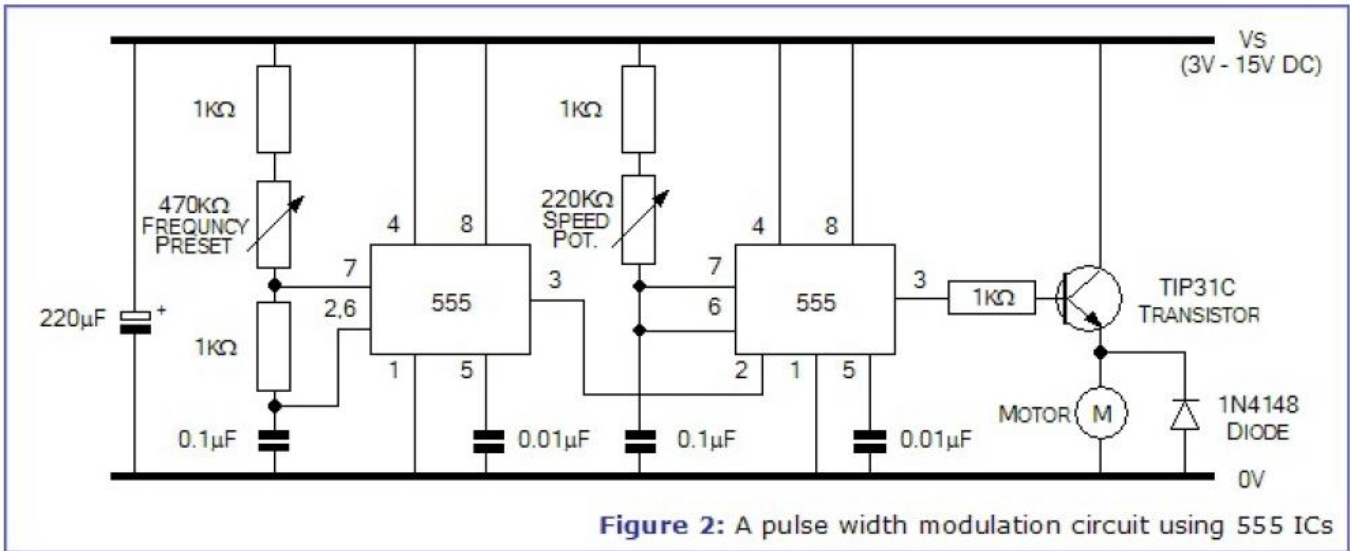 VS
(3V - 15V DC)
1KΩ
1KΩ
470KΩ
FREQUNCY
PRESET
220KΩ
SPEED
POT.
4
8
4
8
7
3
7
3
2,6
555
6
555
1KΩ
TIP31C
TRANSISTOR
220µF
+
1KΩ
1
5
2
1
5
MOTOR
M
1N4148
DIODE
0.1µF
0.01µF
0.1µF
0.01µF
0V
Figure 2: A pulse width modulation circuit using 555 ICs